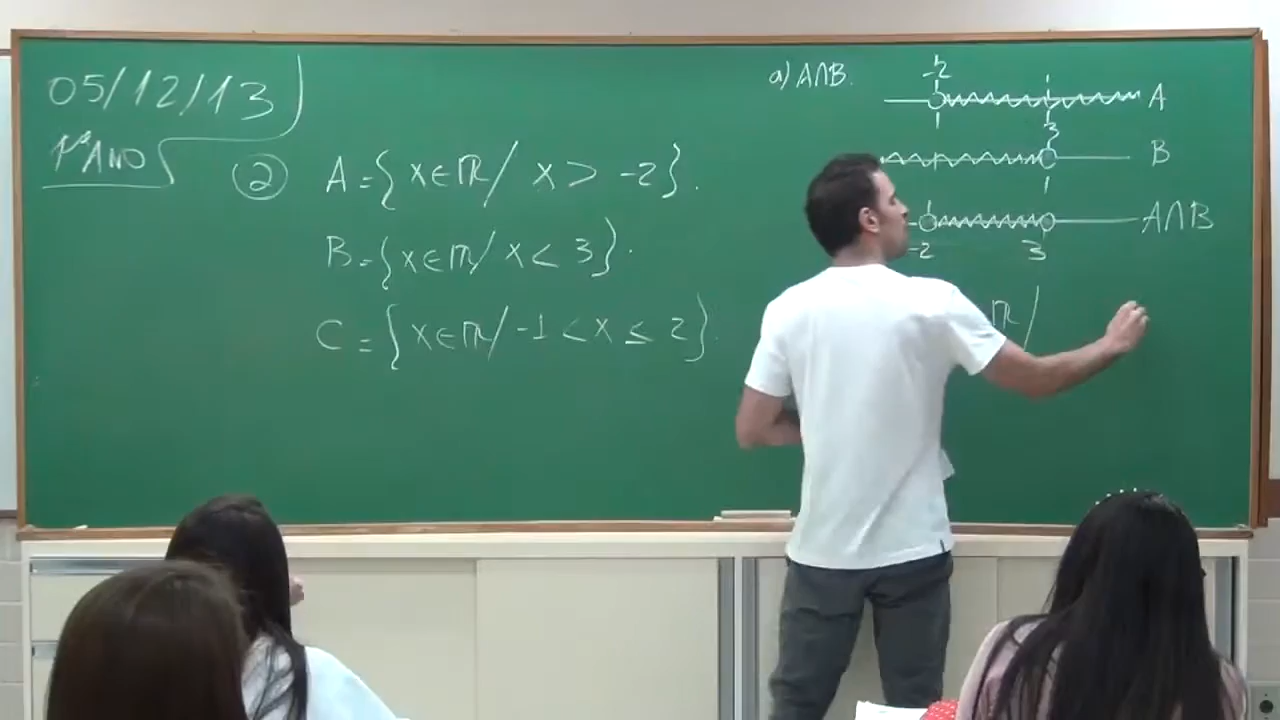 05/12/13
1º ANO
② A={x∈ℝ/ x > -2}.
B={x∈ℝ/ x < 3}.
C={x∈ℝ/ -1 < x ≤ 2}.
a) A∩B.
-2
A
3
B
A∩B
-2 3
ℝ/